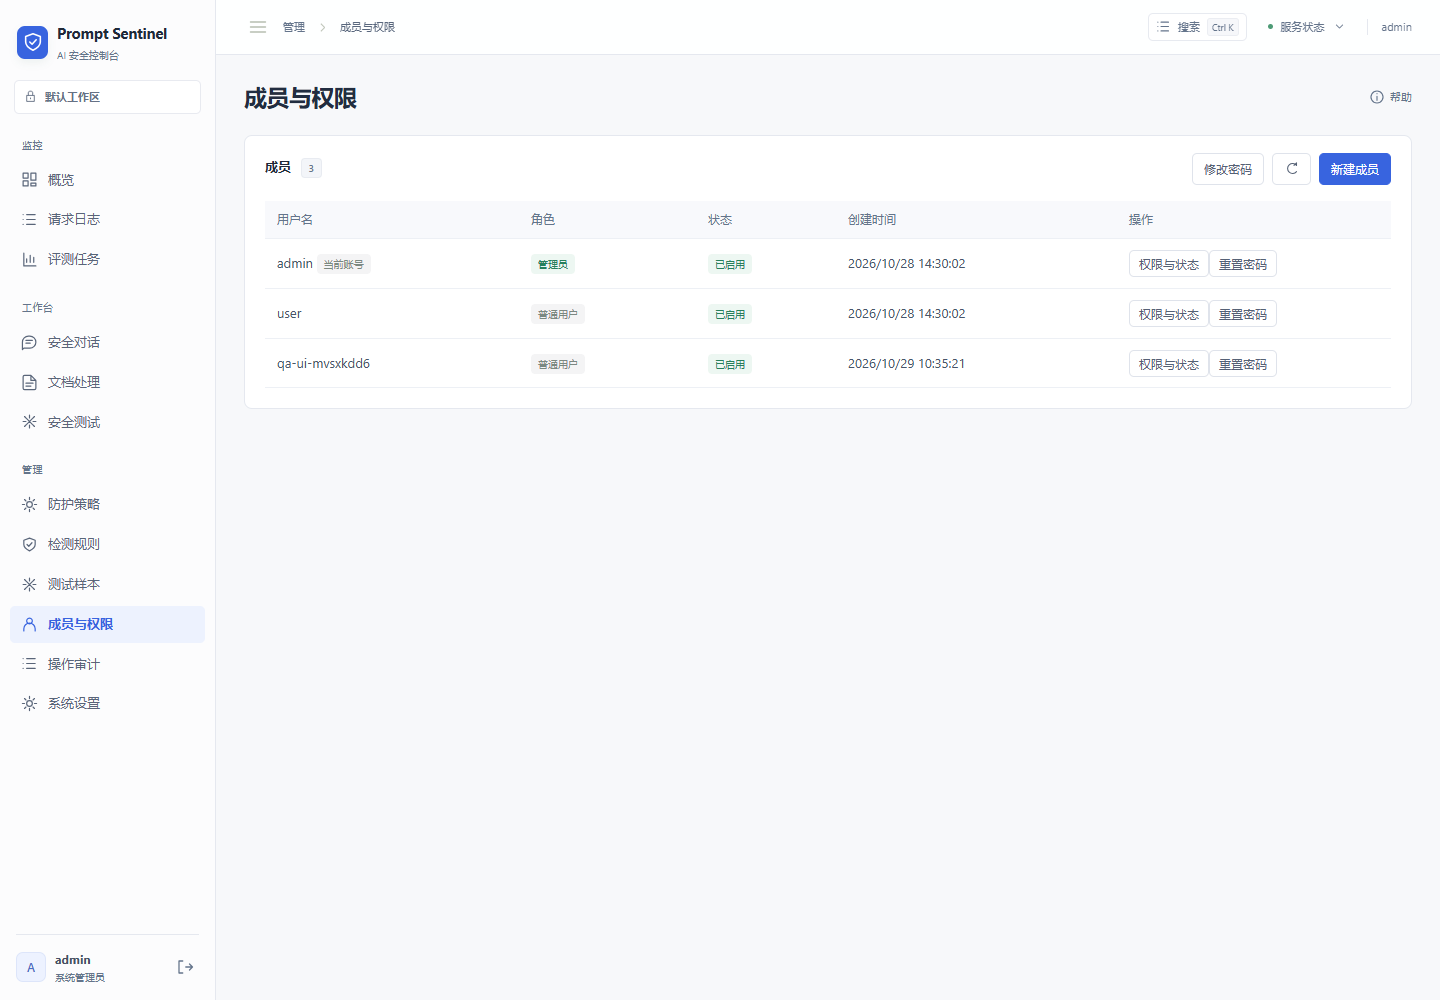 Prompt Sentinel
AI 安全控制台
默认工作区
监控
概览
请求日志
评测任务
工作台
安全对话
文档处理
安全测试
管理
防护策略
检测规则
测试样本
成员与权限
操作审计
系统设置
A
admin
系统管理员
管理 成员与权限
搜索 Ctrl K
服务状态
admin
成员与权限
帮助
成员 3
修改密码
新建成员
用户名 角色 状态 创建时间 操作
admin 当前账号 管理员 已启用 2026/10/28 14:30:02 权限与状态 重置密码
user 普通用户 已启用 2026/10/28 14:30:02 权限与状态 重置密码
qa-ui-mvsxkdd6 普通用户 已启用 2026/10/29 10:35:21 权限与状态 重置密码